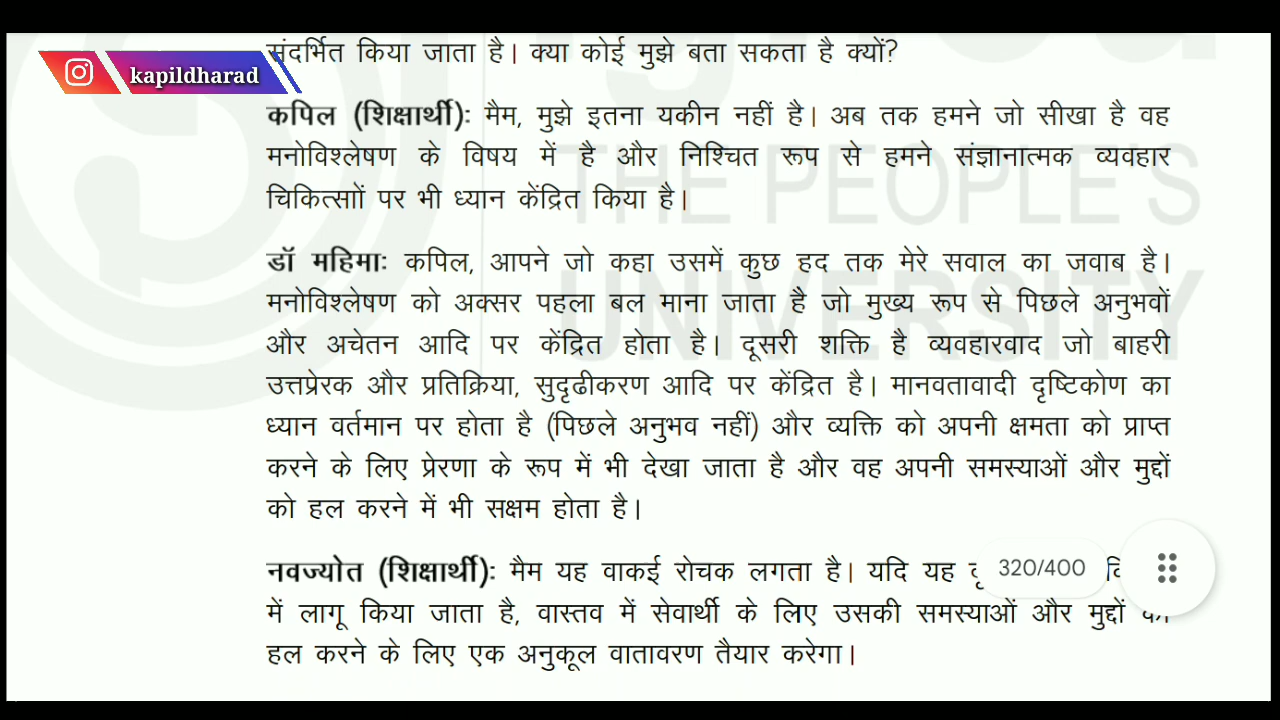 संदर्भित किया जाता है। क्या कोई मुझे बता सकता है क्यों?
kapildharad
कपिल (शिक्षार्थी): मैम, मुझे इतना यकीन नहीं है। अब तक हमने जो सीखा है वह
मनोविश्लेषण के विषय में है और निश्चित रूप से हमने संज्ञानात्मक व्यवहार
चिकित्साों पर भी ध्यान केंद्रित किया है।
THE PEOPLE'S
UNIVERSITY
डॉ महिमाः कपिल, आपने जो कहा उसमें कुछ हद तक मेरे सवाल का जवाब है।
मनोविश्लेषण को अक्सर पहला बल माना जाता है जो मुख्य रूप से पिछले अनुभवों
और अचेतन आदि पर केंद्रित होता है। दूसरी शक्ति है व्यवहारवाद जो बाहरी
उत्तप्रेरक और प्रतिक्रिया, सुदृढीकरण आदि पर केंद्रित है। मानवतावादी दृष्टिकोण का
ध्यान वर्तमान पर होता है (पिछले अनुभव नहीं) और व्यक्ति को अपनी क्षमता को प्राप्त
करने के लिए प्रेरणा के रूप में भी देखा जाता है और वह अपनी समस्याओं और मुद्दों
को हल करने में भी सक्षम होता है।
नवज्योत (शिक्षार्थी): मैम यह वाकई रोचक लगता है। यदि यह
320/400
में लागू किया जाता है, वास्तव में सेवार्थी के लिए उसकी समस्याओं और मुद्दों
हल करने के लिए एक अनुकूल वातावरण तैयार करेगा।